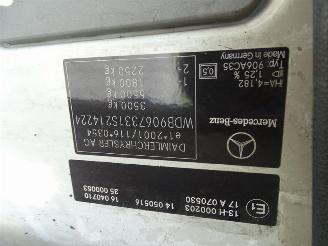 DAIMLERCHRYSLER AG
e1*2001/116*0354
WDB9067331S214224
3500 KG
5500 KG
1- 1800 KG
2- 2250 KG
Mercedes-Benz
HA=4,182
ID 1,25 %
Typ: 906AC35
0,5
Made in Germany
E1
13-H 000203
17 A 070530
14 050516
16 040710
35 000053